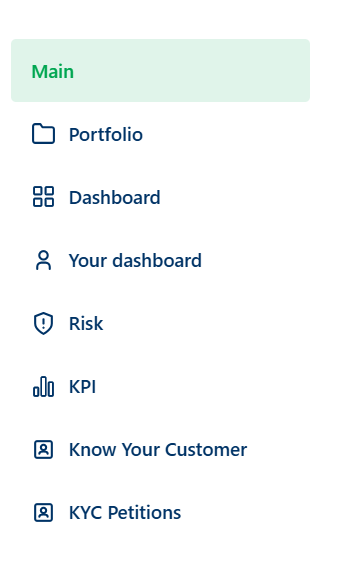 Main
Portfolio
Dashboard
Your dashboard
Risk
KPI
Know Your Customer
KYC Petitions